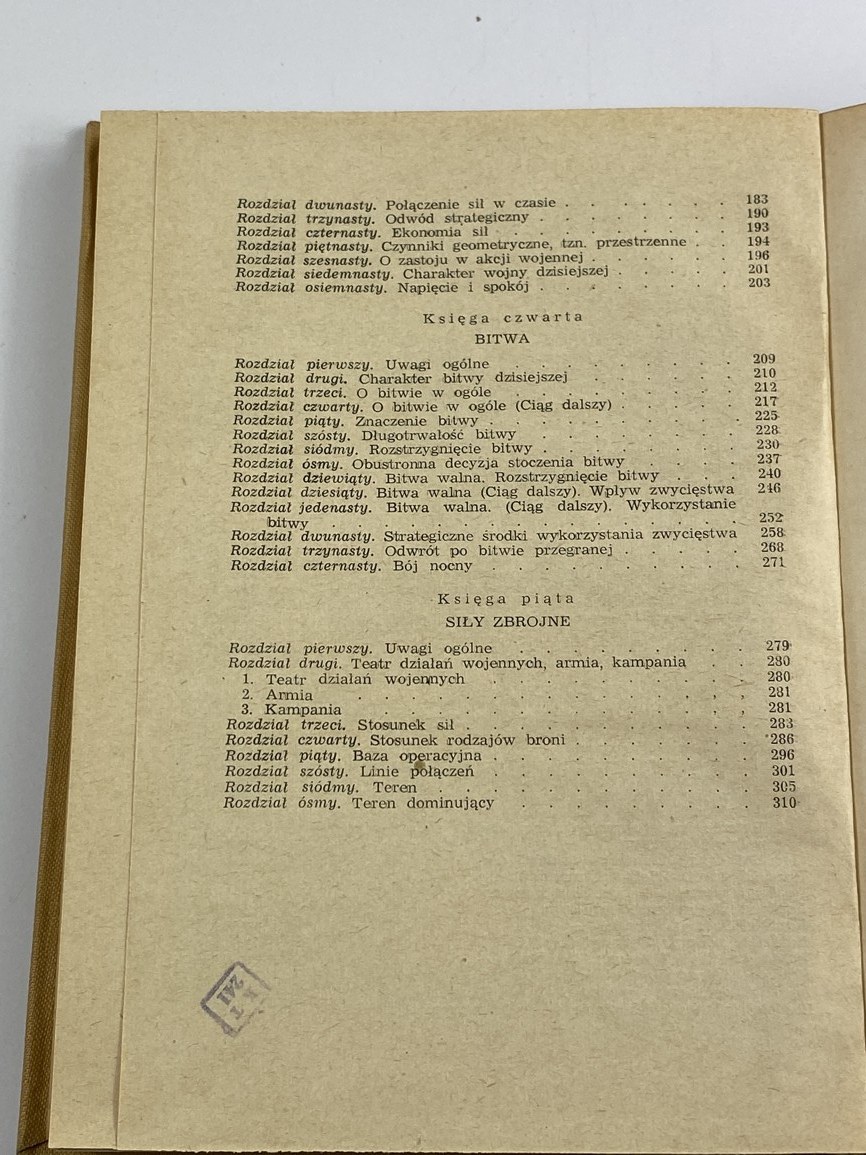 Rozdział dwunasty. Połączenie sił w czasie . . . . . . . 183
Rozdział trzynasty. Odwód strategiczny . . . . . . . 190
Rozdział czternasty. Ekonomia sił . . . . . . . . 193
Rozdział piętnasty. Czynniki geometryczne, tzn. przestrzenne . . 194
Rozdział szesnasty. O zastoju w akcji wojennej . . . . . . 196
Rozdział siedemnasty. Charakter wojny dzisiejszej . . . . . 201
Rozdział osiemnasty. Napięcie i spokój . . . . . . . . 203
Księga czwarta
BITWA
Rozdział pierwszy. Uwagi ogólne . . . . . . . . . 209
Rozdział drugi. Charakter bitwy dzisiejszej . . . . . . 210
Rozdział trzeci. O bitwie w ogóle . . . . . . . . . 212
Rozdział czwarty. O bitwie w ogóle (Ciąg dalszy) . . . . . 217
Rozdział piąty. Znaczenie bitwy . . . . . . . . . . 225
Rozdział szósty. Długotrwałość bitwy . . . . . . . . 228
Rozdział siódmy. Rozstrzygnięcie bitwy . . . . . . . . 230
Rozdział ósmy. Obustronna decyzja stoczenia bitwy . . . . 237
Rozdział dziewiąty. Bitwa walna. Rozstrzygnięcie bitwy . . . 240
Rozdział dziesiąty. Bitwa walna (Ciąg dalszy). Wpływ zwycięstwa 246
Rozdział jedenasty. Bitwa walna. (Ciąg dalszy). Wykorzystanie
bitwy . . . . . . . . . . . . . . . 252
Rozdział dwunasty. Strategiczne środki wykorzystania zwycięstwa 258
Rozdział trzynasty. Odwrót po bitwie przegranej . . . . . 268
Rozdział czternasty. Bój nocny . . . . . . . . . . 271
Księga piąta
SIŁY ZBROJNE
Rozdział pierwszy. Uwagi ogólne . . . . . . . . . 279
Rozdział drugi. Teatr działań wojennych, armia, kampania . . 280
1. Teatr działań wojennych . . . . . . . . . . 280
2. Armia . . . . . . . . . . . . . . . 281
3. Kampania . . . . . . . . . . . . . . 281
Rozdział trzeci. Stosunek sił . . . . . . . . . . . 283
Rozdział czwarty. Stosunek rodzajów broni . . . . . . . 286
Rozdział piąty. Baza operacyjna . . . . . . . . . . 296
Rozdział szósty. Linie połączeń . . . . . . . . . . 301
Rozdział siódmy. Teren . . . . . . . . . . . . 305
Rozdział ósmy. Teren dominujący . . . . . . . . . 310
K T
241